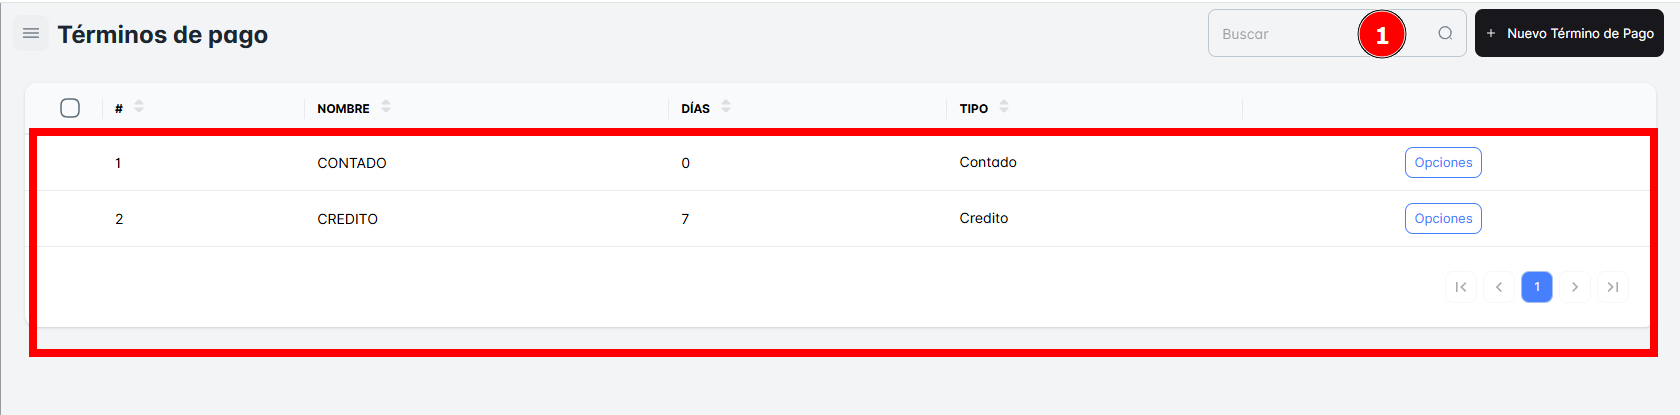 Términos de pago
Buscar
1
+ Nuevo Término de Pago
# NOMBRE DÍAS TIPO
1 CONTADO 0 Contado Opciones
2 CREDITO 7 Credito Opciones
1